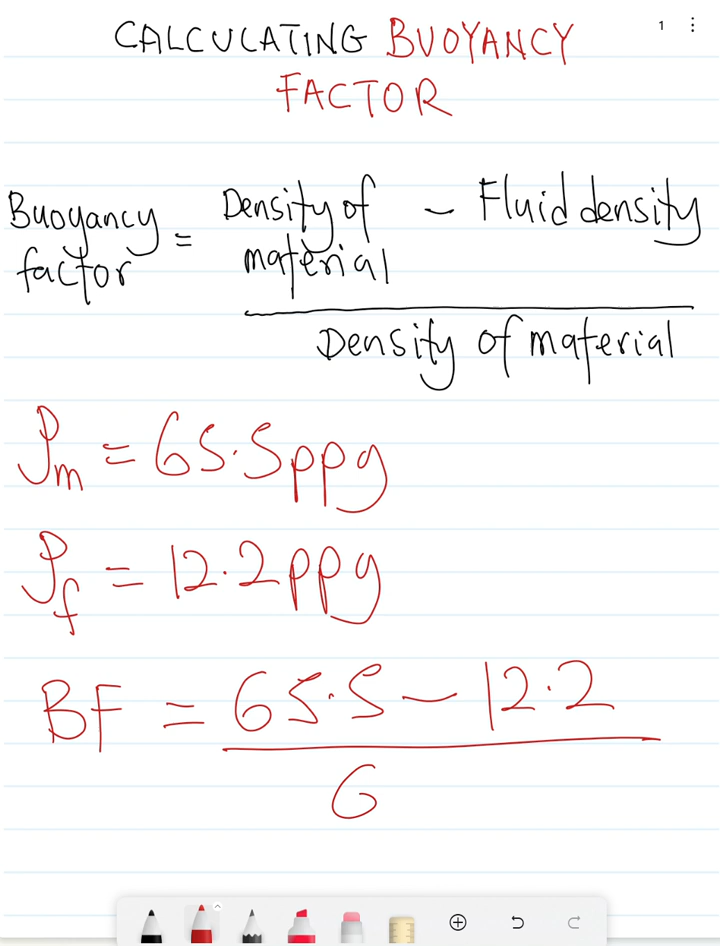 1
CALCULATING BUOYANCY
FACTOR
Buoyancy factor = Density of material - Fluid density
Density of material
ρm = 65.5ppg
ρf = 12.2ppg
BF = 65.5 - 12.2
6